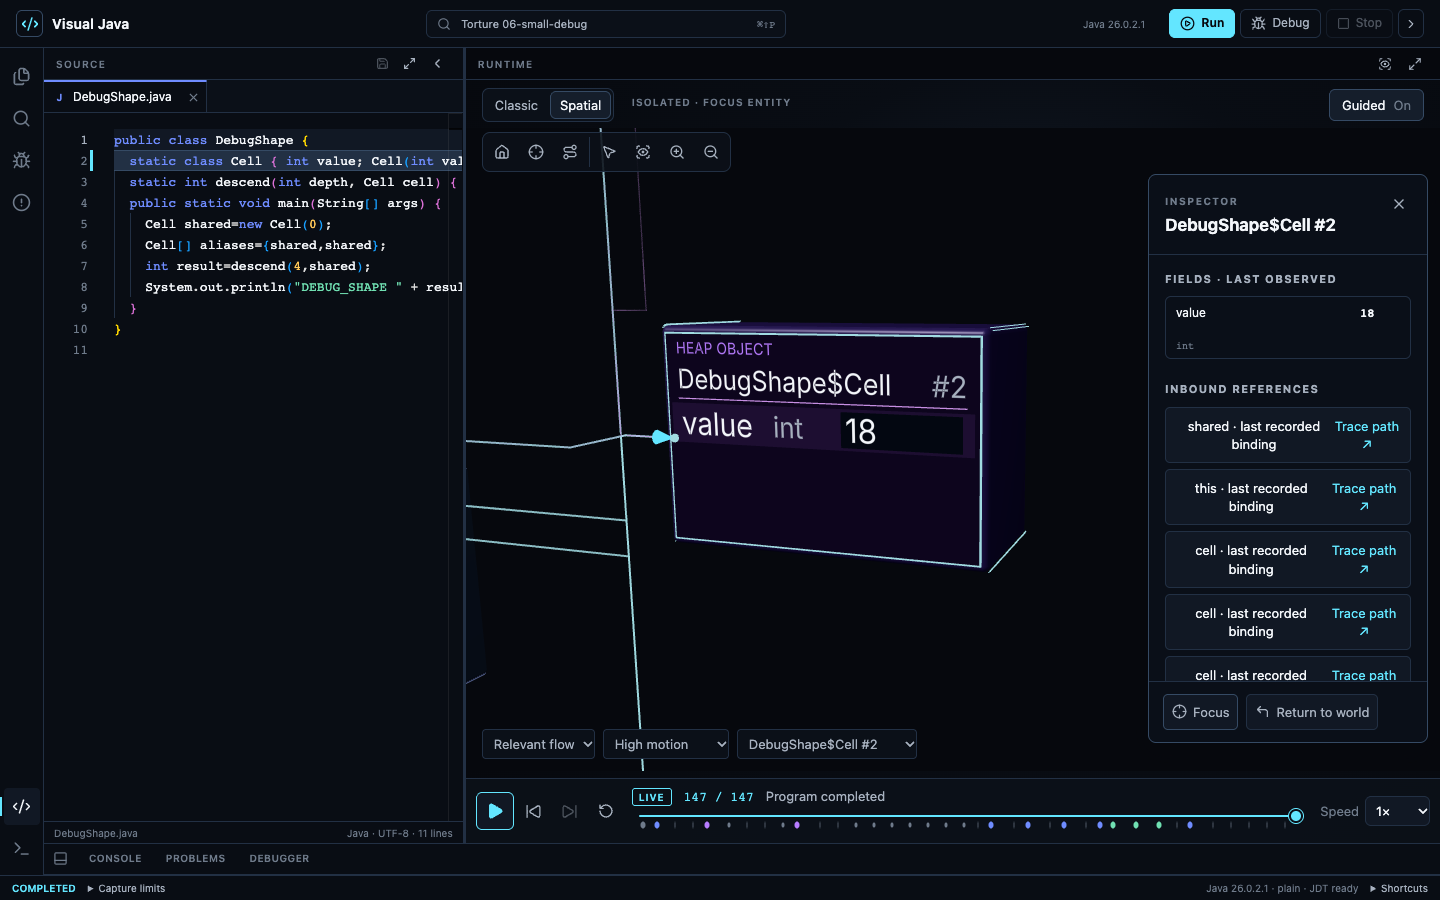 Visual Java
Torture 06-small-debug
⌘⇧P
Java 26.0.2.1
Run
Debug
Stop
SOURCE
RUNTIME
J DebugShape.java
Classic
Spatial
ISOLATED · FOCUS ENTITY
Guided On
1 public class DebugShape {
2 static class Cell { int value; Cell(int val
3 static int descend(int depth, Cell cell) {
4 public static void main(String[] args) {
5 Cell shared=new Cell(0);
6 Cell[] aliases={shared,shared};
7 int result=descend(4,shared);
8 System.out.println("DEBUG_SHAPE " + resul
9 }
10 }
11
HEAP OBJECT
DebugShape$Cell #2
value int 18
INSPECTOR
DebugShape$Cell #2
FIELDS · LAST OBSERVED
value 18
int
INBOUND REFERENCES
shared · last recorded binding Trace path ↗
this · last recorded binding Trace path ↗
cell · last recorded binding Trace path ↗
cell · last recorded binding Trace path ↗
cell · last recorded Trace path
Focus
Return to world
Relevant flow
High motion
DebugShape$Cell #2
LIVE 147 / 147 Program completed
Speed 1×
DebugShape.java
Java · UTF-8 · 11 lines
CONSOLE PROBLEMS DEBUGGER
COMPLETED Capture limits
Java 26.0.2.1 · plain · JDT ready Shortcuts